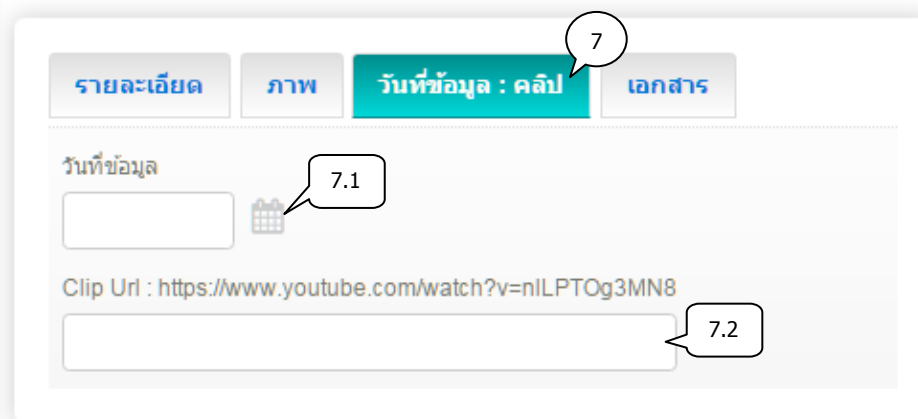 7
รายละเอียด ภาพ วันที่ข้อมูล : คลิป เอกสาร
วันที่ข้อมูล
7.1
Clip Url : https://www.youtube.com/watch?v=nILPTOg3MN8
7.2